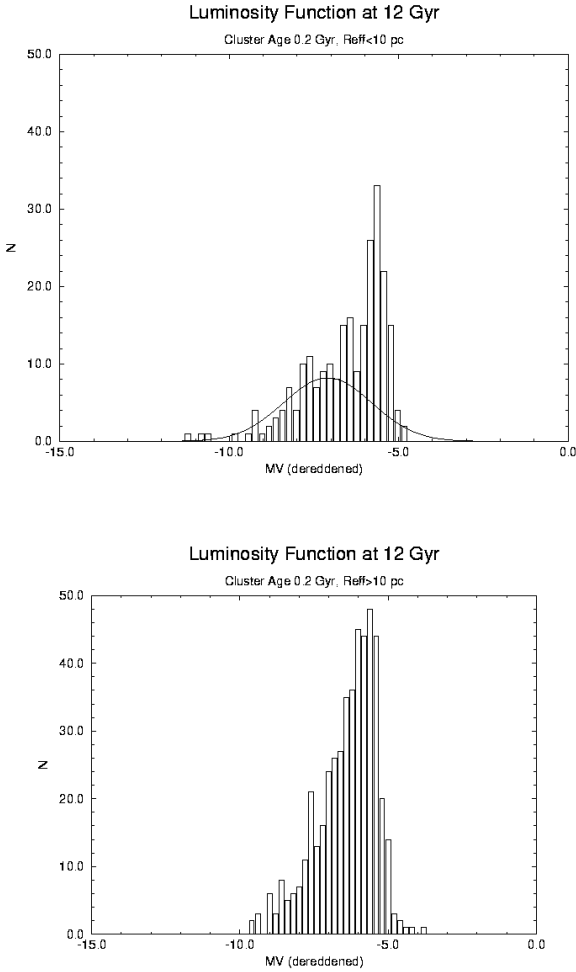 Luminosity Function at 12 Gyr
Cluster Age 0.2 Gyr, Reff<10 pc
50.0
40.0
30.0
N
20.0
10.0
0.0
-15.0 -10.0 -5.0 0.0
MV (dereddened)
Luminosity Function at 12 Gyr
Cluster Age 0.2 Gyr, Reff>10 pc
50.0
40.0
30.0
N
20.0
10.0
0.0
-15.0 -10.0 -5.0 0.0
MV (dereddened)